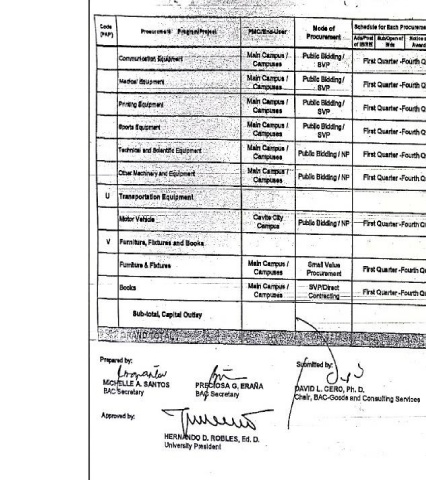 Code
(PAP)
Procurement Program/Project
PMO/End-User
Mode of
Procurement
Schedule for Each Procureme
Ads/Post
of IB/REI
Sub/Open of
Bids
Notice o
Award
Communication Equipment
Main Campus /
Campuses
Public Bidding /
SVP
First Quarter -Fourth Q
Medical Equipment
Main Campus /
Campuses
Public Bidding /
SVP
First Quarter -Fourth Q
Printing Equipment
Main Campus /
Campuses
Public Bidding /
SVP
First Quarter -Fourth Q
Sports Equipment
Main Campus /
Campuses
Public Bidding /
SVP
First Quarter -Fourth Q
Technical and Scientific Equipment
Main Campus /
Campuses
Public Bidding / NP
First Quarter -Fourth Q
Other Machinery and Equipment
Main Campus /
Campuses
Public Bidding / NP
First Quarter -Fourth Q
U
Transportation Equipment
Motor Vehicle
Cavite City
Campus
Public Bidding / NP
First Quarter -Fourth Q
V
Furniture, Fixtures and Books
Furniture & Fixtures
Main Campus /
Campuses
Small Value
Procurement
First Quarter -Fourth Q
Books
Main Campus /
Campuses
SVP/Direct
Contracting
First Quarter -Fourth Q
Sub-total, Capital Outlay
GRAND TOTAL
Prepared by:
MICHELLE A. SANTOS
BAC Secretary
PRECIOSA G. ERAÑA
BAC Secretary
Submitted by:
DAVID L. CERO, Ph. D.
Chair, BAC-Goods and Consulting Services
Approved by:
HERNANDO D. ROBLES, Ed. D.
University President